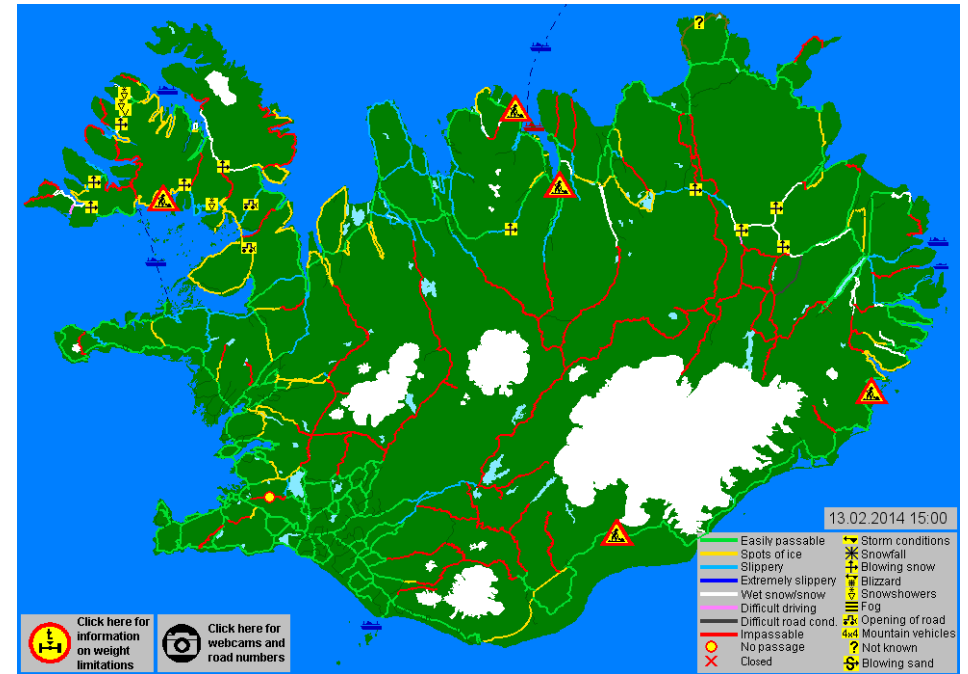 ?
13.02.2014 15:00
Easily passable
Spots of ice
Slippery
Extremely slippery
Wet snow/snow
Difficult driving
Difficult road cond.
Impassable
No passage
Closed
Storm conditions
Snowfall
Blowing snow
Blizzard
Snowshowers
Fog
Opening of road
4x4 Mountain vehicles
? Not known
S Blowing sand
Click here for
information
on weight
limitations
t
Click here for
webcams and
road numbers